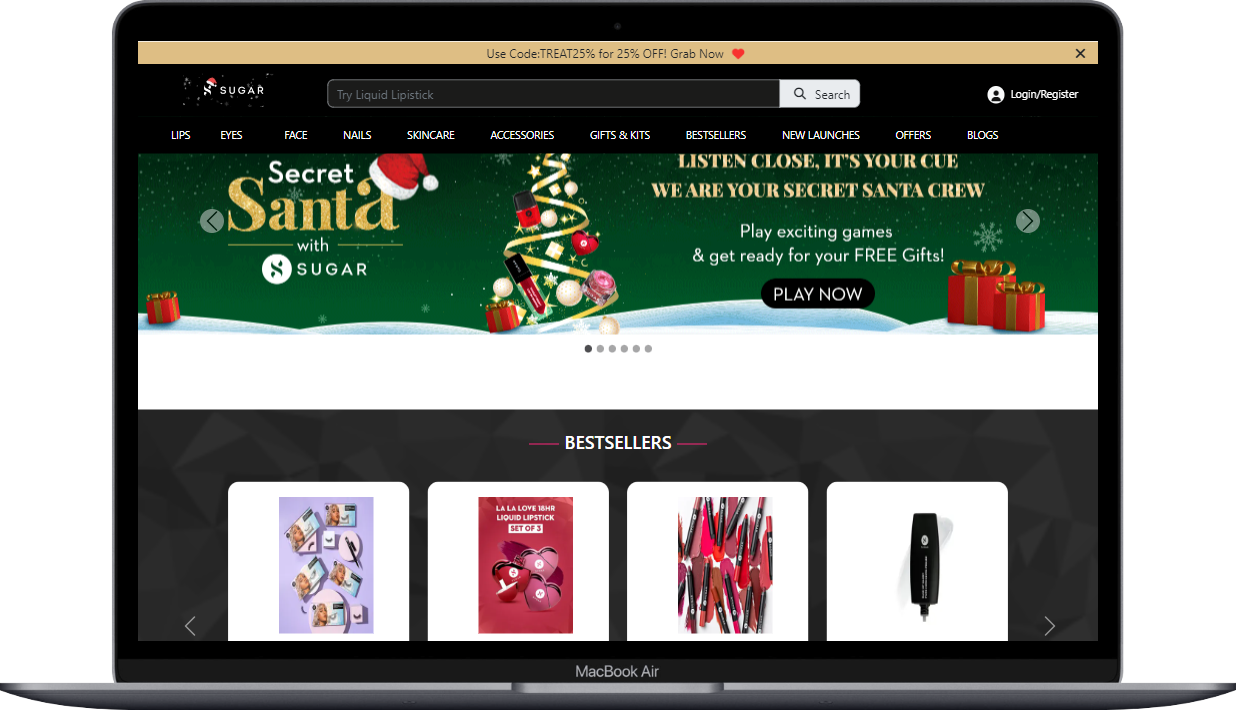 Use Code:TREAT25% for 25% OFF! Grab Now
SUGAR
Try Liquid Lipistick
Search
Login/Register
LIPS EYES FACE NAILS SKINCARE ACCESSORIES GIFTS & KITS BESTSELLERS NEW LAUNCHES OFFERS BLOGS
Secret
Santa
with
SUGAR
LISTEN CLOSE, IT'S YOUR CUE
WE ARE YOUR SECRET SANTA CREW
Play exciting games
& get ready for your FREE Gifts!
PLAY NOW
BESTSELLERS
LA LA LOVE 18HR
LIQUID LIPSTICK
SET OF 3
MacBook Air